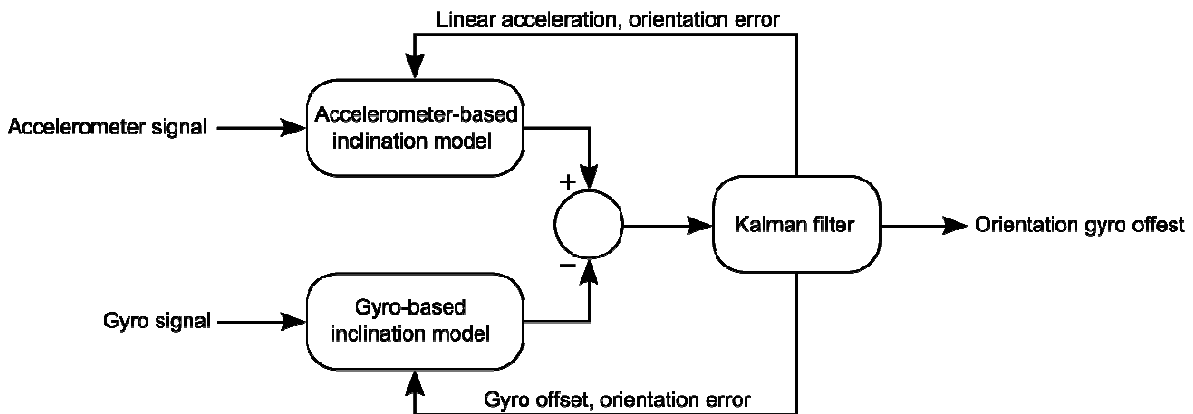 Linear acceleration, orientation error
Accelerometer signal
Accelerometer-based
inclination model
+
Kalman filter
Orientation gyro offest
−
Gyro signal
Gyro-based
inclination model
Gyro offset, orientation error